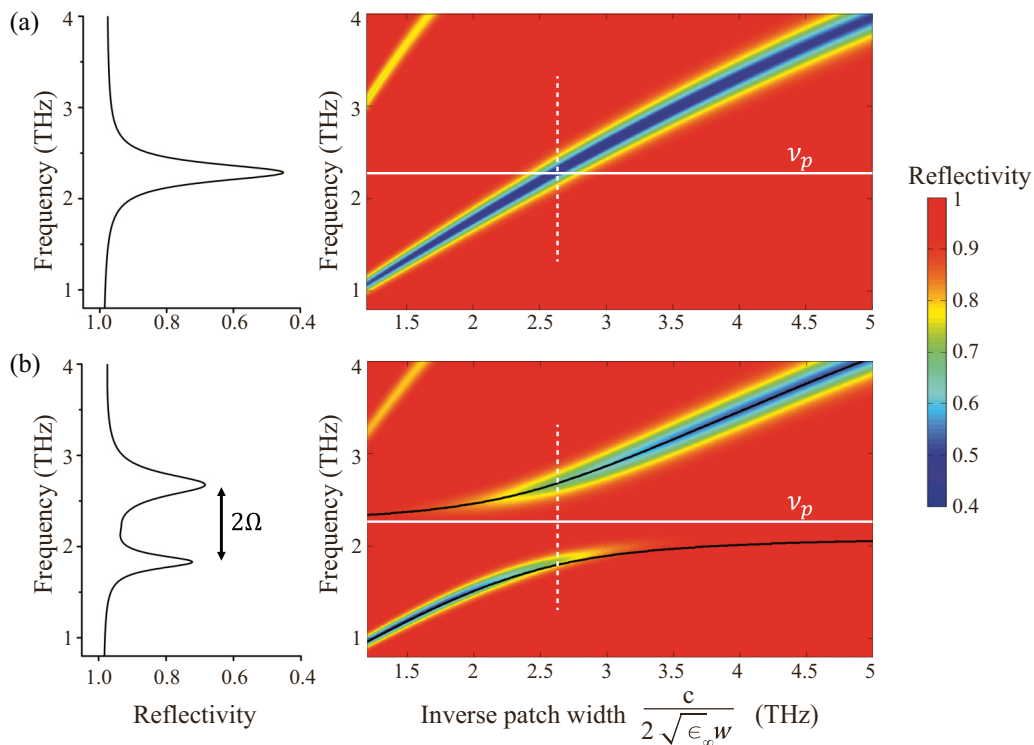 (a)
Frequency (THz)
4
3
2
1
1.0 0.8 0.6 0.4
Frequency (THz)
4
3
2
1
1.5 2 2.5 3 3.5 4 4.5 5
ν_p
Reflectivity
1
0.9
0.8
0.7
0.6
0.5
0.4
(b)
Frequency (THz)
4
3
2
1
2Ω
1.0 0.8 0.6 0.4
Reflectivity
Frequency (THz)
4
3
2
1
ν_p
1.5 2 2.5 3 3.5 4 4.5 5
Inverse patch width c / 2√ϵ_∞ w (THz)